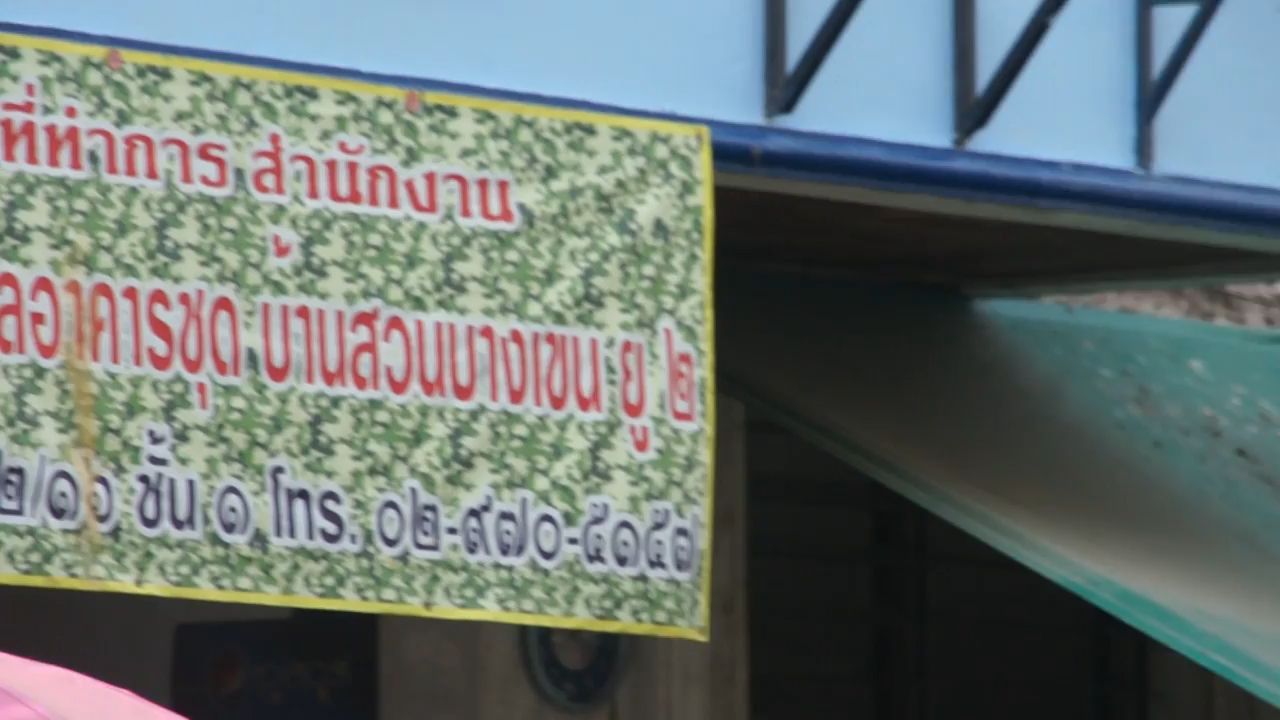 ที่ทำการ สำนักงาน
ลอาคารชุด บ้านสวนบางเขน ยู ๒
๒/๑๖ ชั้น ๑ โทร. ๐๒-๙๗๐-๕๑๕๗